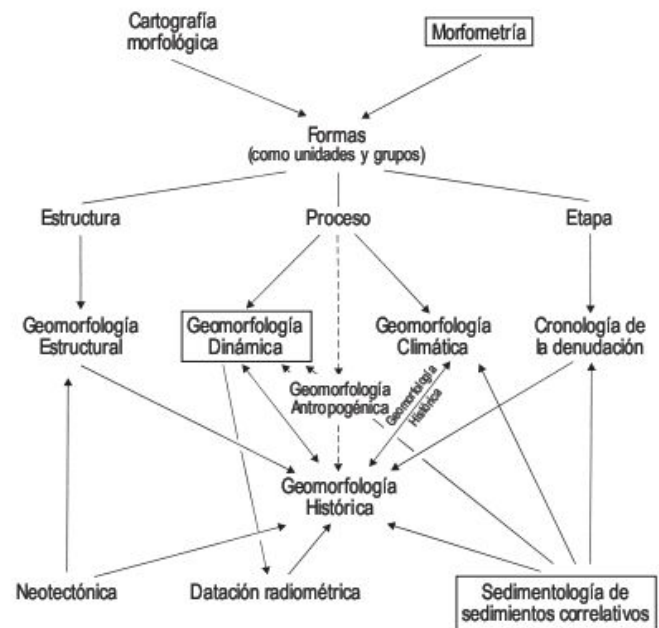 Cartografía
morfológica
Morfometría
Formas
(como unidades y grupos)
Estructura
Proceso
Etapa
Geomorfología
Estructural
Geomorfología
Dinámica
Geomorfología
Climática
Cronología de
la denudación
Geomorfología
Antropogénica
Geomorfología
Histórica
Geomorfología
Histórica
Neotectónica
Datación radiométrica
Sedimentología de
sedimientos correlativos